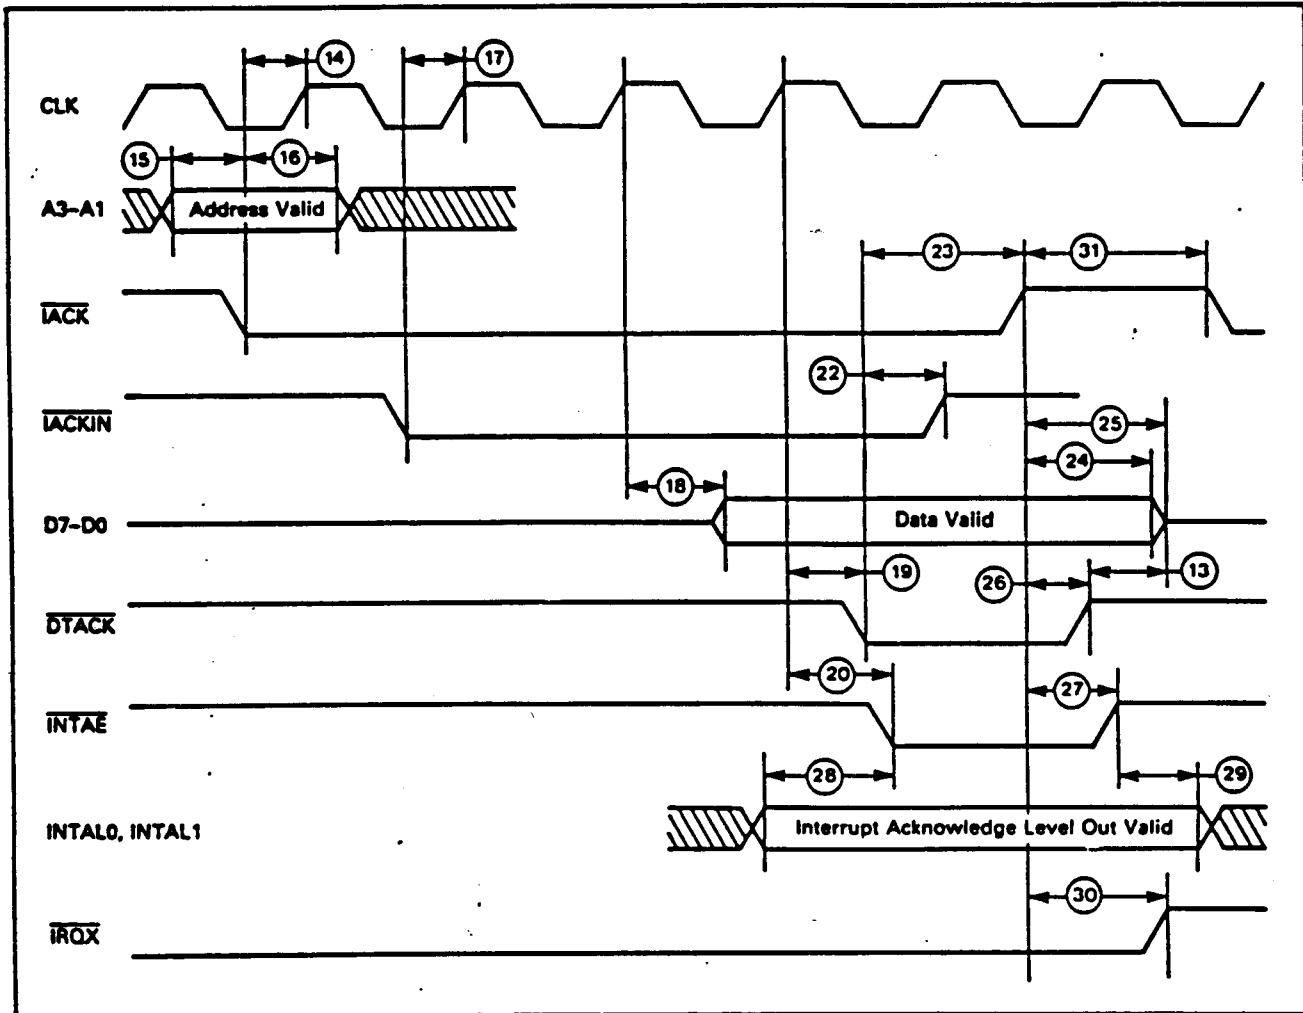 14
17
CLK
15
16
A3–A1
Address Valid
23
31
IACK
22
IACKIN
25
24
18
D7–D0
Data Valid
19
26
13
DTACK
20
27
INTAE
28
29
INTAL0, INTAL1
Interrupt Acknowledge Level Out Valid
30
IRQX